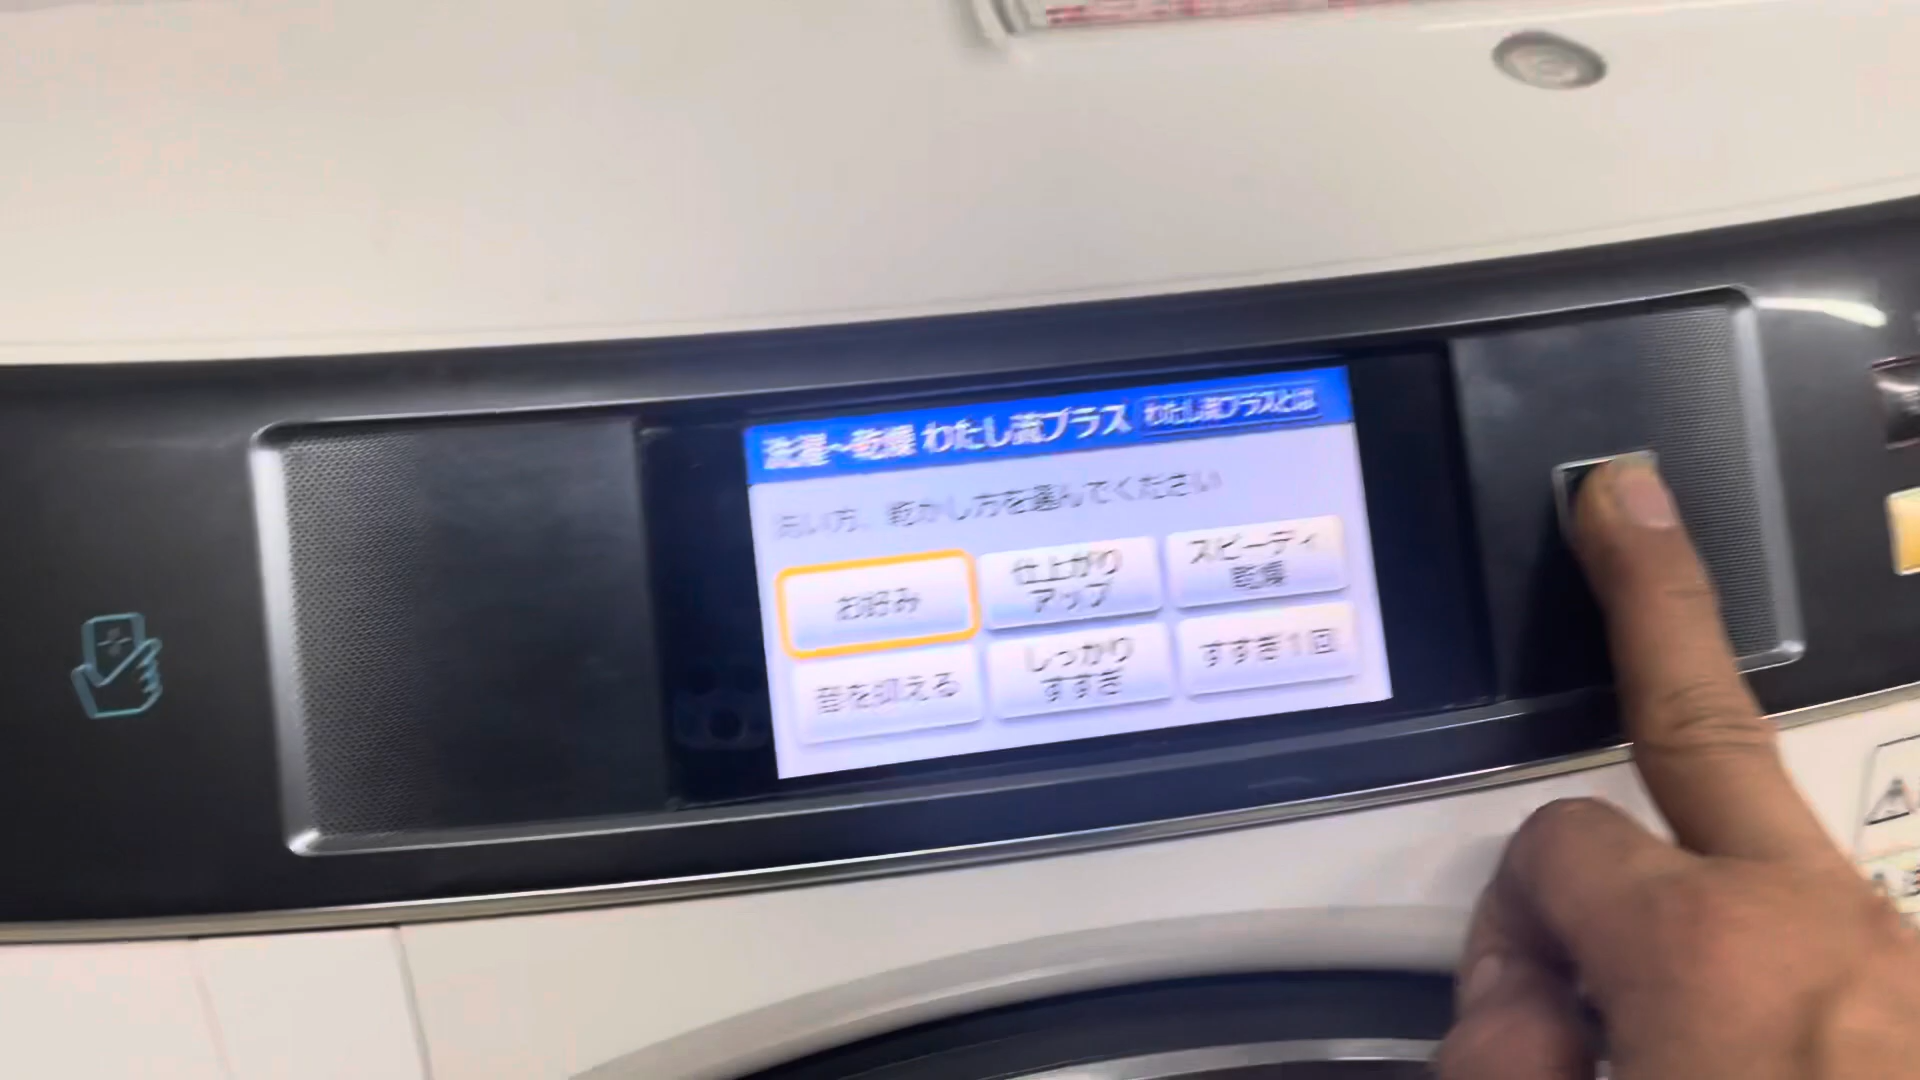 洗濯〜乾燥 わたし流プラス わたし流プラスとは
洗い方、乾かし方を選んでください
お好み
仕上がり
アップ
スピーディ
乾燥
音を抑える
しっかり
すすぎ
すすぎ1回